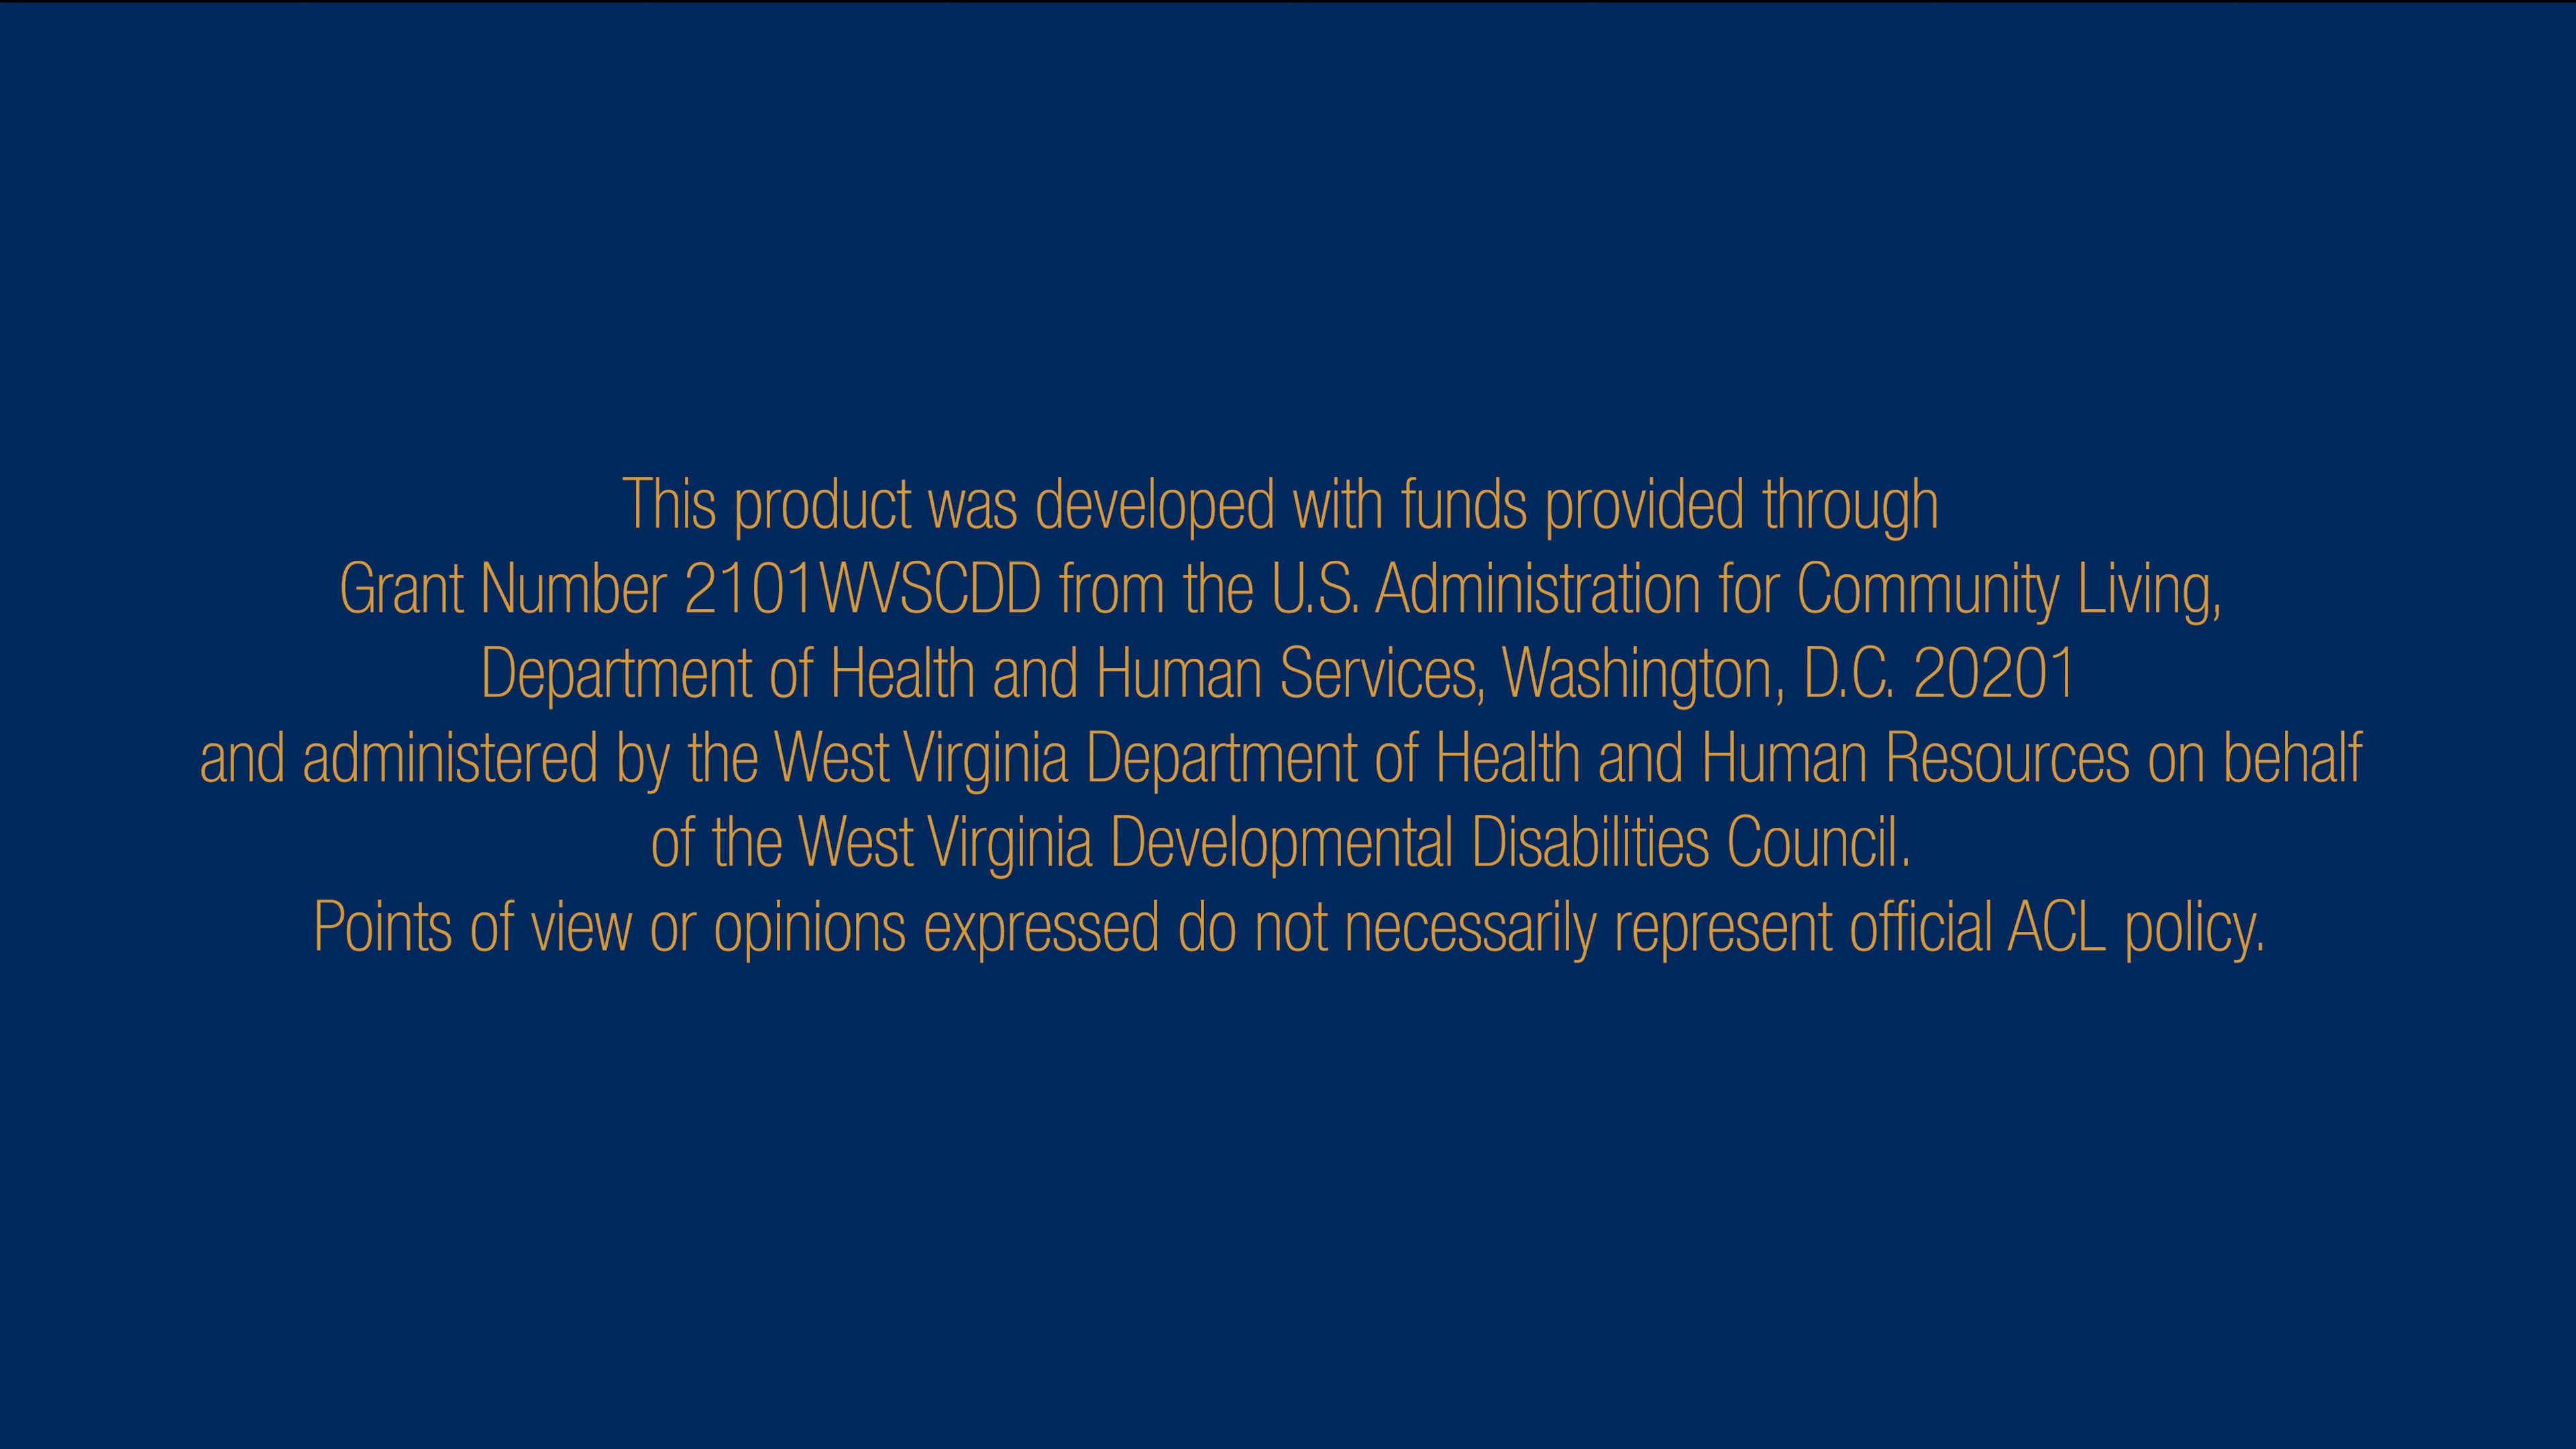 This product was developed with funds provided through
Grant Number 2101WVSCDD from the U.S. Administration for Community Living,
Department of Health and Human Services, Washington, D.C. 20201
and administered by the West Virginia Department of Health and Human Resources on behalf
of the West Virginia Developmental Disabilities Council.
Points of view or opinions expressed do not necessarily represent official ACL policy.